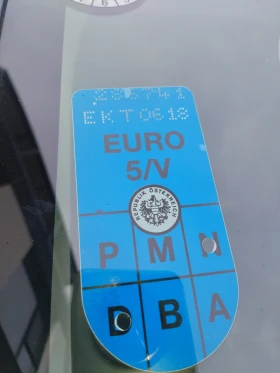 EKT0618
EURO
5/V
REPUBLIK ÖSTERREICH
P M N
D B A